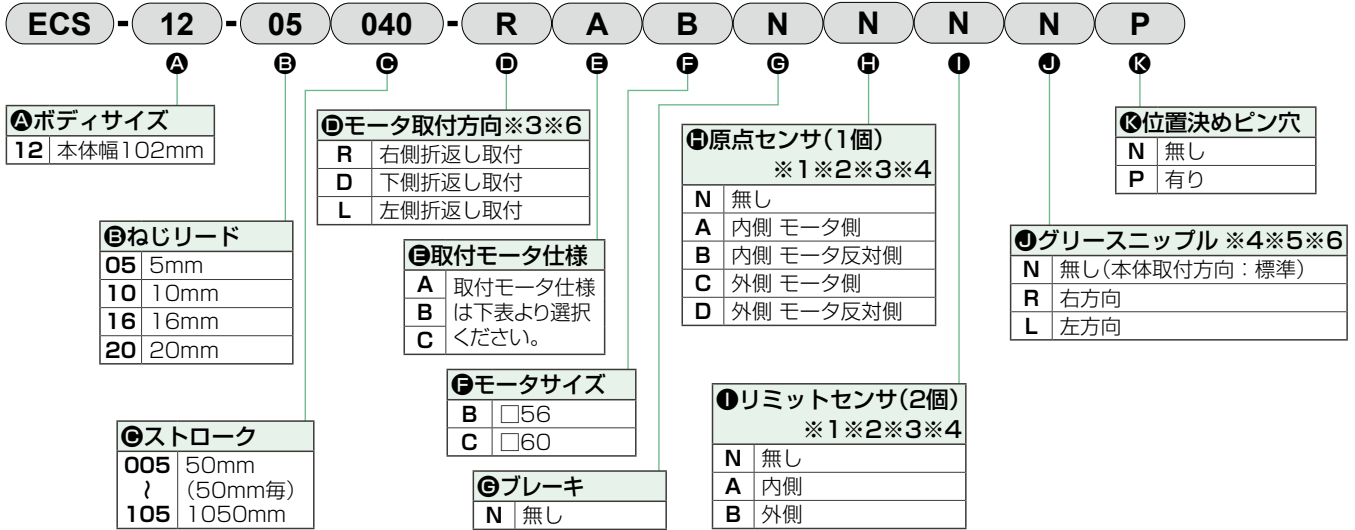 ECS - 12 - 05 040 - R A B N N N N P
A B C D E F G H I J K
Aボディサイズ
12 本体幅102mm
Bねじリード
05 5mm
10 10mm
16 16mm
20 20mm
Cストローク
005 50mm
〜 (50mm毎)
105 1050mm
Dモータ取付方向※3※6
R 右側折返し取付
D 下側折返し取付
L 左側折返し取付
E取付モータ仕様
A 取付モータ仕様
B は下表より選択
C ください。
Fモータサイズ
B □56
C □60
Gブレーキ
N 無し
H原点センサ(1個)
※1※2※3※4
N 無し
A 内側 モータ側
B 内側 モータ反対側
C 外側 モータ側
D 外側 モータ反対側
Iリミットセンサ(2個)
※1※2※3※4
N 無し
A 内側
B 外側
Jグリースニップル ※4※5※6
N 無し(本体取付方向：標準)
R 右方向
L 左方向
K位置決めピン穴
N 無し
P 有り